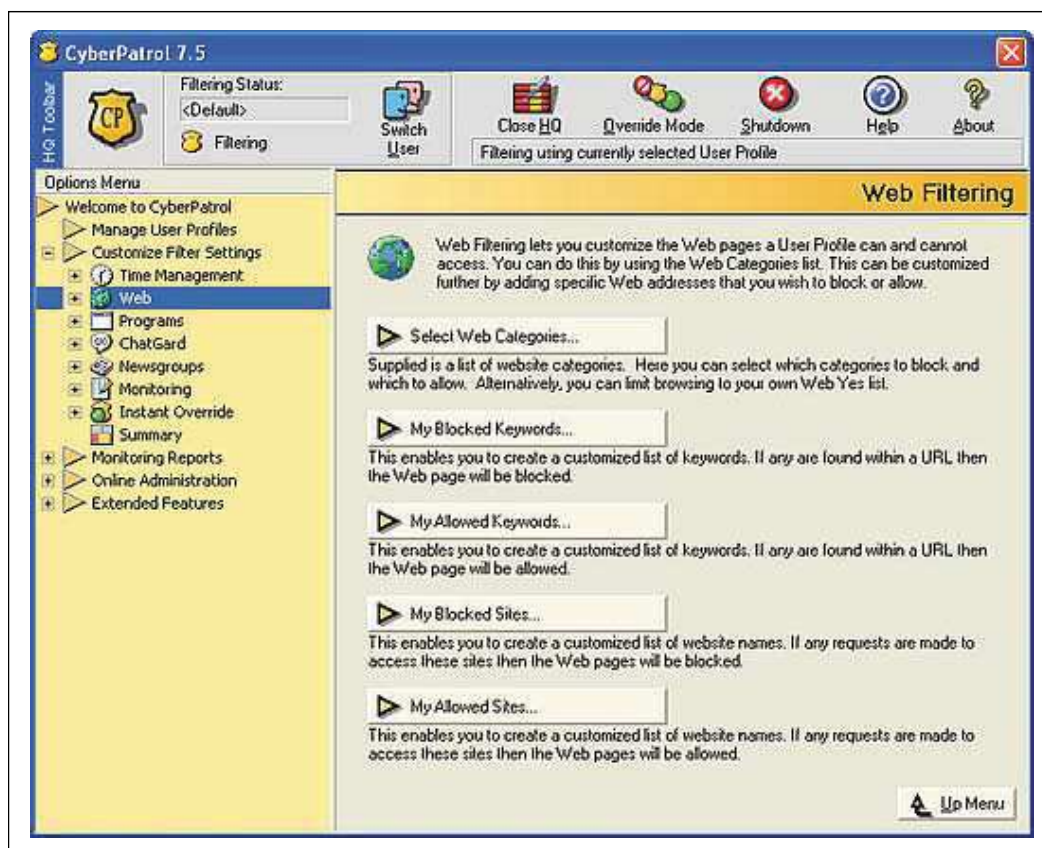 CyberPatrol 7.5
HQ Toolbar
CP
Filtering Status:
<Default>
Filtering
Switch
User
Close HQ
Override Mode
Shutdown
Help
About
Filtering using currently selected User Profile
Options Menu
Welcome to CyberPatrol
Manage User Profiles
Customize Filter Settings
Time Management
Web
Programs
ChatGard
Newsgroups
Monitoring
Instant Override
Summary
Monitoring Reports
Online Administration
Extended Features
Web Filtering
Web Filtering lets you customize the Web pages a User Profile can and cannot
access. You can do this by using the Web Categories list. This can be customized
further by adding specific Web addresses that you wish to block or allow.
Select Web Categories...
Supplied is a list of website categories. Here you can select which categories to block and
which to allow. Alternatively, you can limit browsing to your own Web Yes list.
My Blocked Keywords...
This enables you to create a customized list of keywords. If any are found within a URL then
the Web page will be blocked.
My Allowed Keywords...
This enables you to create a customized list of keywords. If any are found within a URL then
the Web page will be allowed.
My Blocked Sites...
This enables you to create a customized list of website names. If any requests are made to
access these sites then the Web pages will be blocked.
My Allowed Sites...
This enables you to create a customized list of website names. If any requests are made to
access these sites then the Web pages will be allowed.
Up Menu